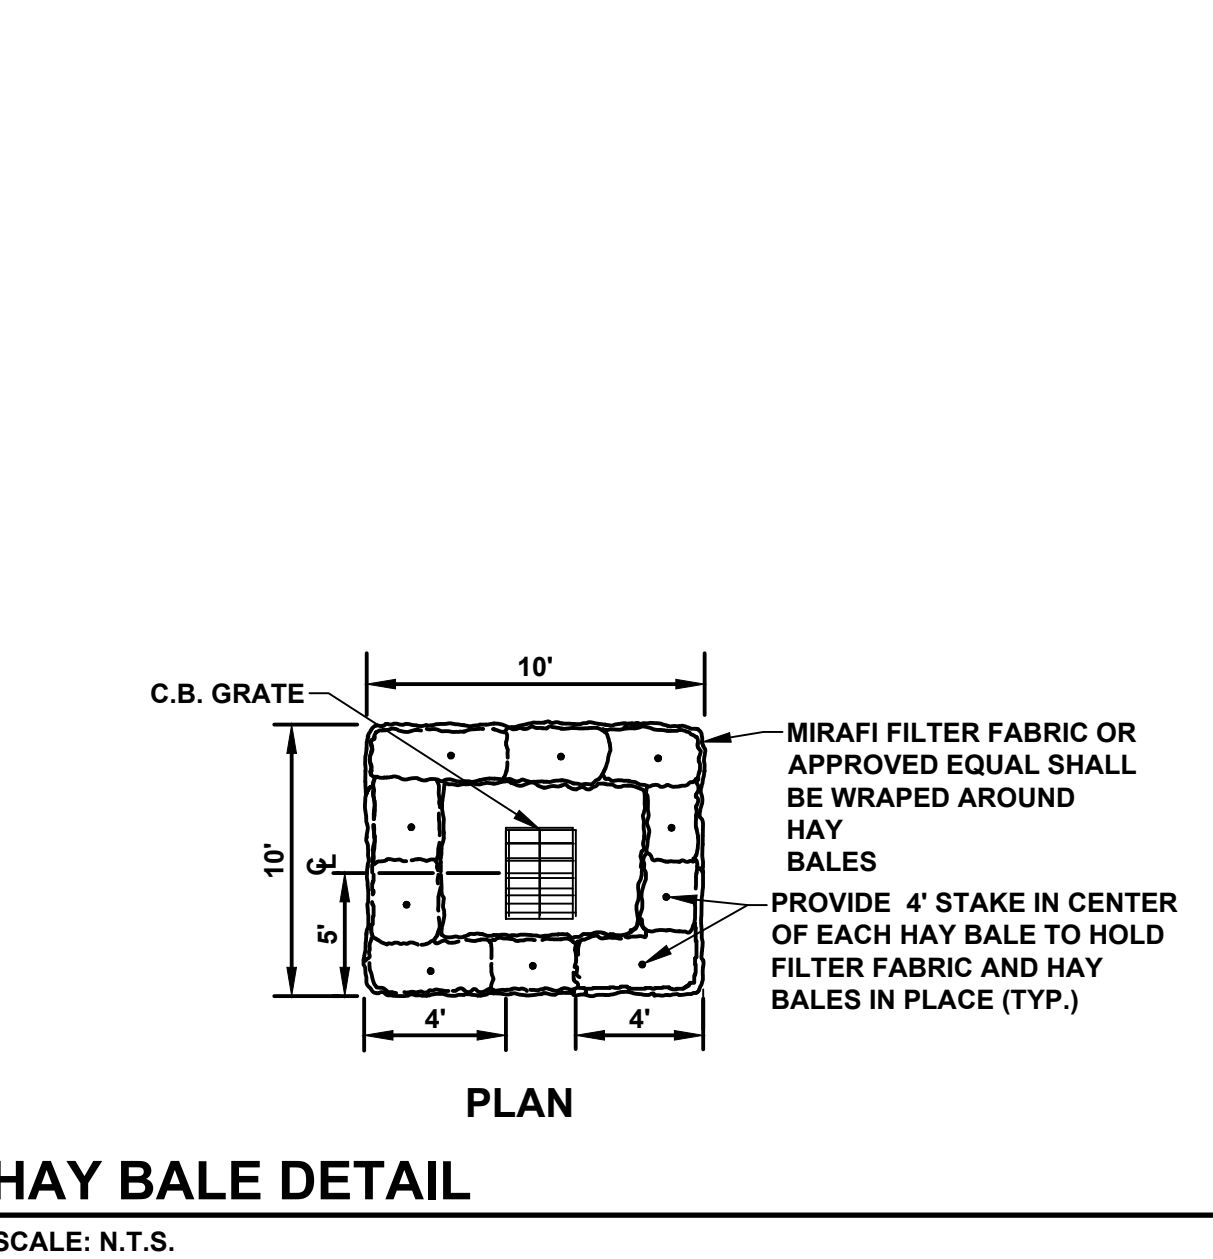 10'
C.B. GRATE
MIRAFI FILTER FABRIC OR
APPROVED EQUAL SHALL
BE WRAPED AROUND
HAY
BALES
10'
CL
5'
PROVIDE 4' STAKE IN CENTER
OF EACH HAY BALE TO HOLD
FILTER FABRIC AND HAY
BALES IN PLACE (TYP.)
4'
4'
PLAN
HAY BALE DETAIL
SCALE: N.T.S.